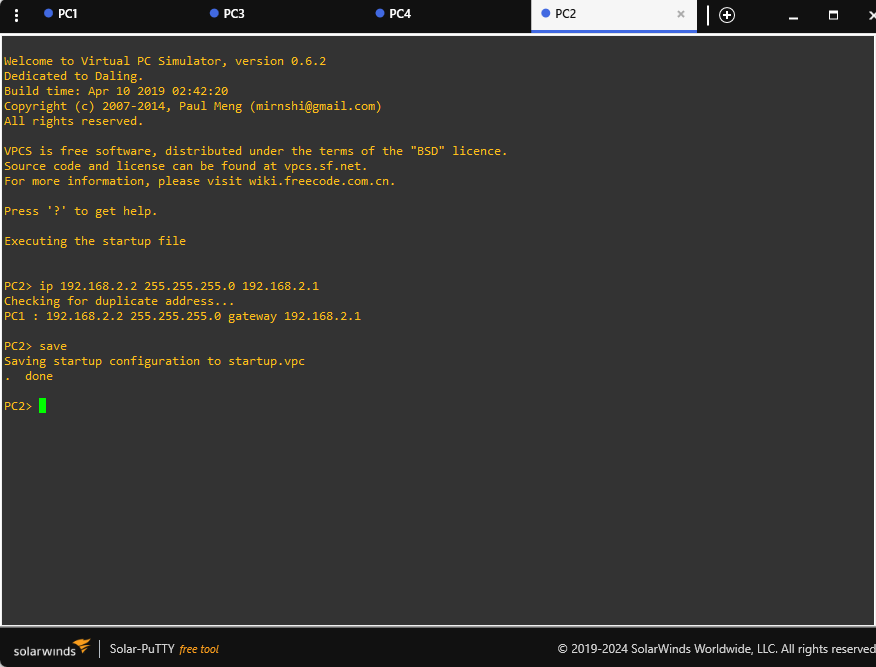 PC1
PC3
PC4
PC2
Welcome to Virtual PC Simulator, version 0.6.2
Dedicated to Daling.
Build time: Apr 10 2019 02:42:20
Copyright (c) 2007-2014, Paul Meng (mirnshi@gmail.com)
All rights reserved.
VPCS is free software, distributed under the terms of the "BSD" licence.
Source code and license can be found at vpcs.sf.net.
For more information, please visit wiki.freecode.com.cn.
Press '?' to get help.
Executing the startup file
PC2> ip 192.168.2.2 255.255.255.0 192.168.2.1
Checking for duplicate address...
PC1 : 192.168.2.2 255.255.255.0 gateway 192.168.2.1
PC2> save
Saving startup configuration to startup.vpc
.  done
PC2>
solarwinds
Solar-PuTTY free tool
© 2019-2024 SolarWinds Worldwide, LLC. All rights reserved